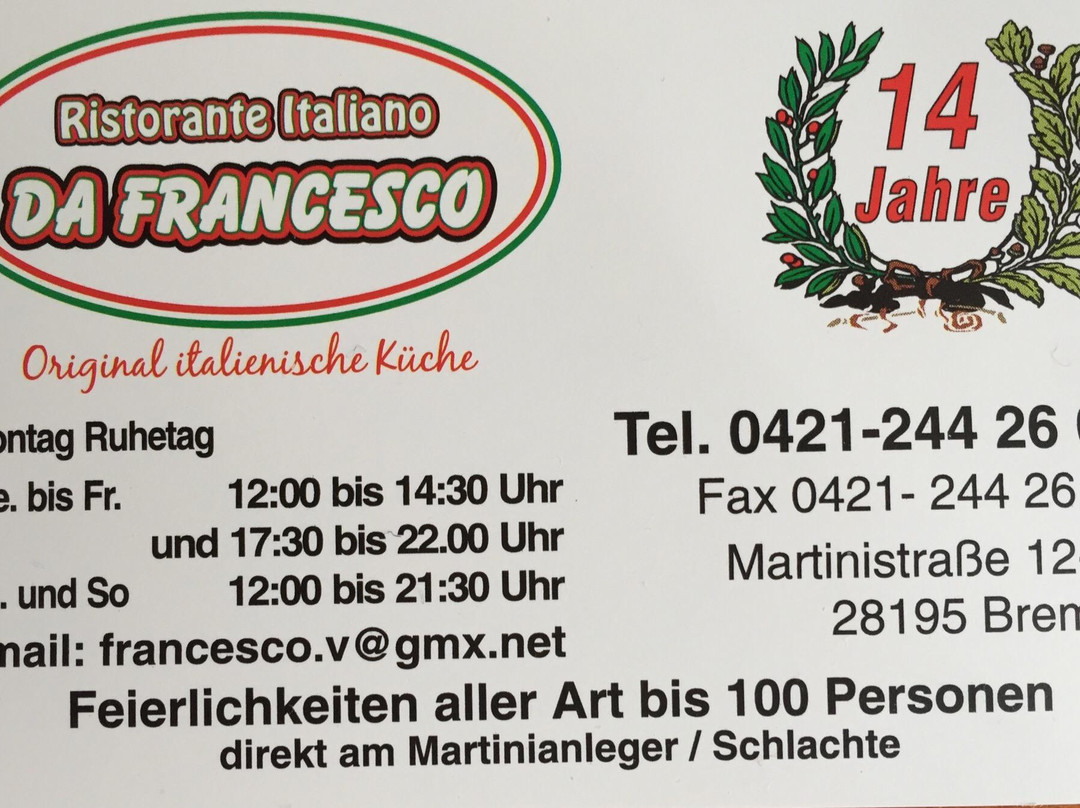 Ristorante Italiano
DA FRANCESCO
14
Jahre
Original italienische Küche
ontag Ruhetag
e. bis Fr. 12:00 bis 14:30 Uhr
und 17:30 bis 22.00 Uhr
. und So 12:00 bis 21:30 Uhr
mail: francesco.v@gmx.net
Tel. 0421-244 26
Fax 0421- 244 26
Martinistraße 12-
28195 Brem
Feierlichkeiten aller Art bis 100 Personen
direkt am Martinianleger / Schlachte